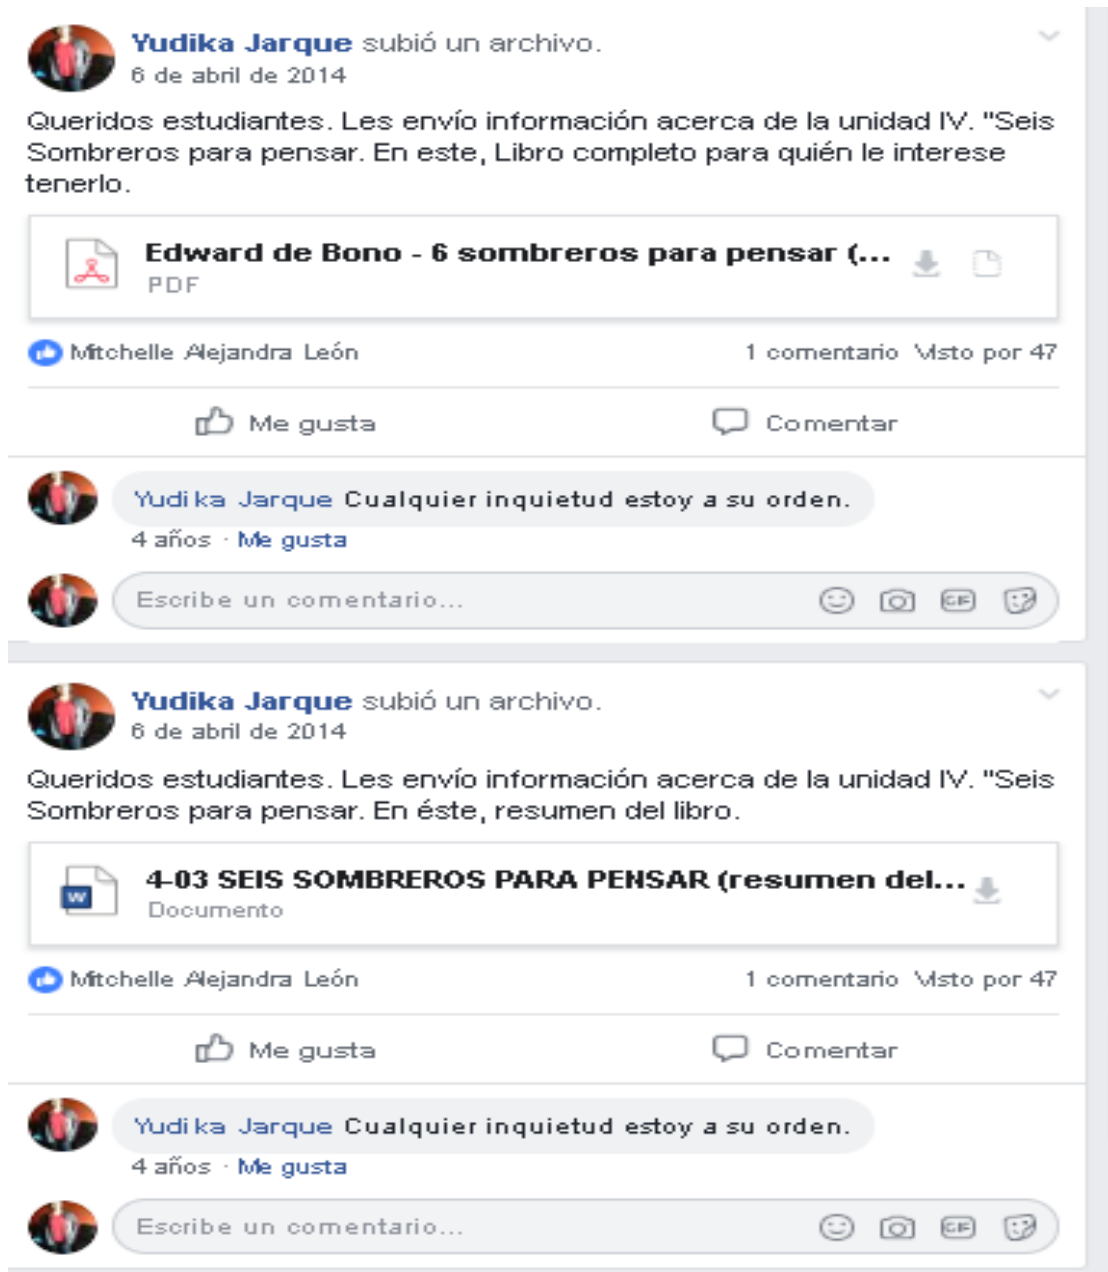 Yudika Jarque subió un archivo.
6 de abril de 2014
Queridos estudiantes. Les envío información acerca de la unidad IV. "Seis
Sombreros para pensar. En este, Libro completo para quién le interese
tenerlo.
Edward de Bono - 6 sombreros para pensar (...
PDF
Mitchelle Alejandra León
1 comentario Visto por 47
Me gusta
Comentar
Yudika Jarque Cualquier inquietud estoy a su orden.
4 años · Me gusta
Escribe un comentario...
GIF
Yudika Jarque subió un archivo.
6 de abril de 2014
Queridos estudiantes. Les envío información acerca de la unidad IV. "Seis
Sombreros para pensar. En éste, resumen del libro.
W
4-03 SEIS SOMBREROS PARA PENSAR (resumen del...
Documento
Mitchelle Alejandra León
1 comentario Visto por 47
Me gusta
Comentar
Yudika Jarque Cualquier inquietud estoy a su orden.
4 años · Me gusta
Escribe un comentario...
GIF